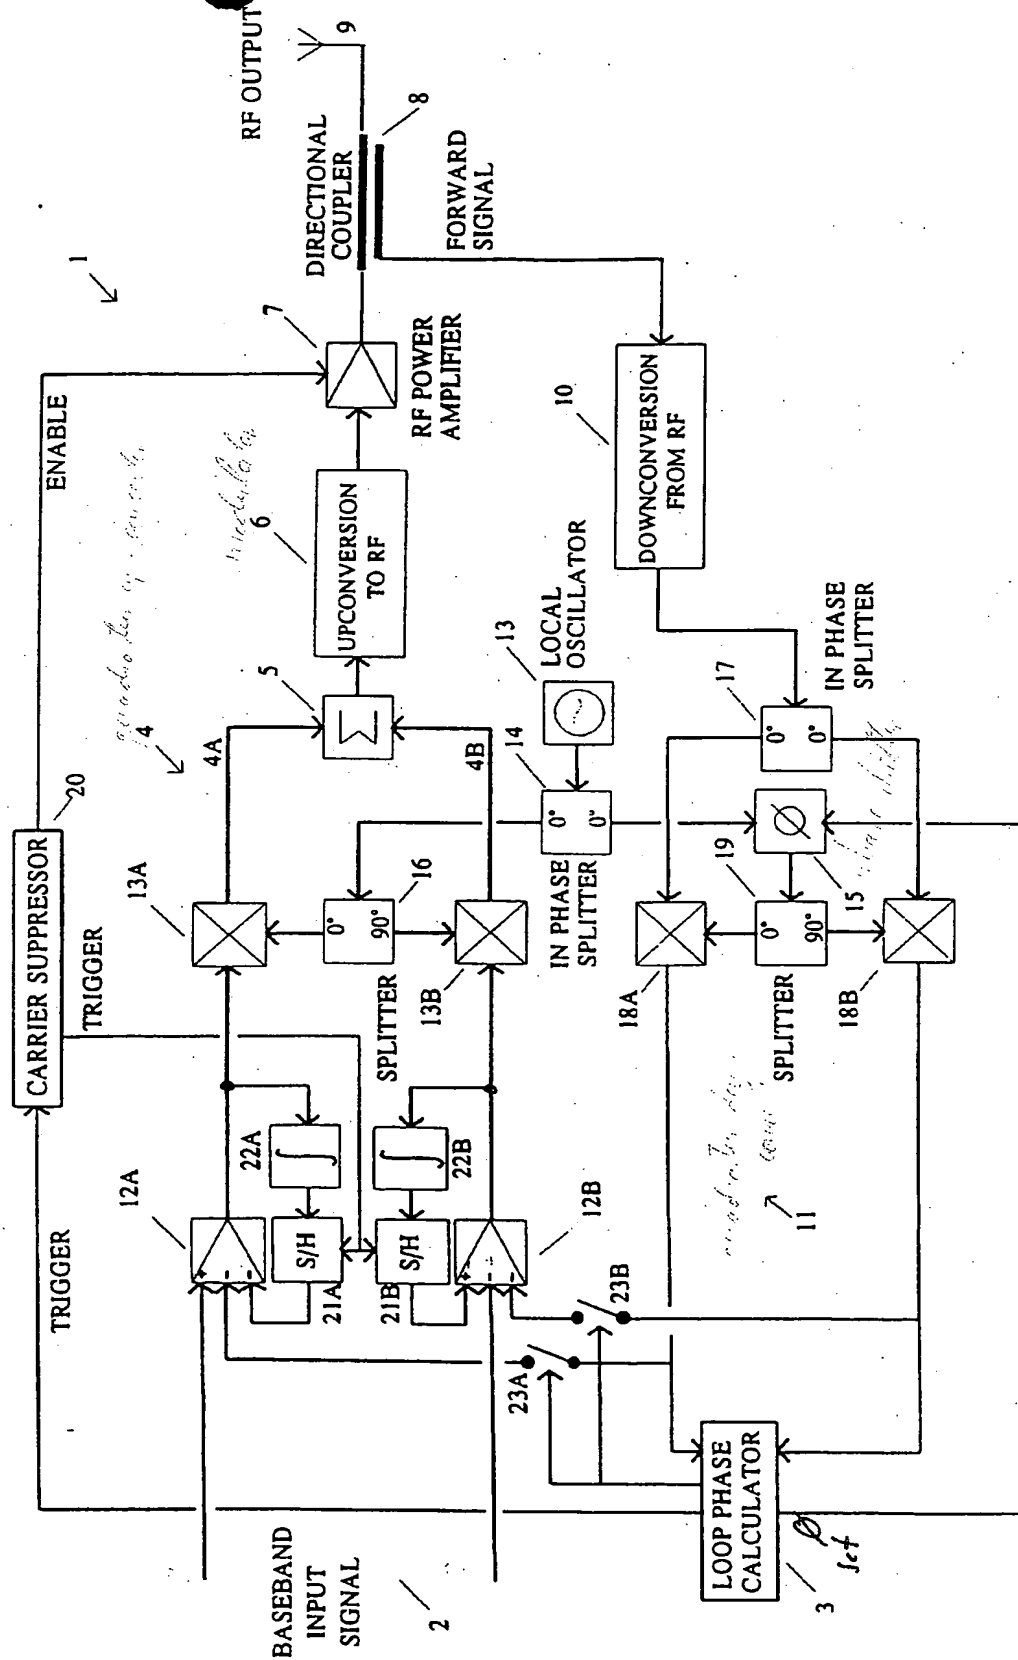 RF OUTPUT
9
DIRECTIONAL
COUPLER
8
FORWARD
SIGNAL
1
7
RF POWER
AMPLIFIER
ENABLE
6
UPCONVERSION
TO RF
10
DOWNCONVERSION
FROM RF
5
4
4A
4B
13
LOCAL
OSCILLATOR
14
0°
0°
IN PHASE
SPLITTER
17
0°
0°
IN PHASE
SPLITTER
20
CARRIER SUPPRESSOR
TRIGGER
TRIGGER
13A
16
0°
90°
SPLITTER
13B
18A
19
0°
90°
SPLITTER
Ø
15
18B
12A
22A
∫
S/H
21A
∫
22B
S/H
21B
12B
+
-
-
+
-
-
23A
23B
11
BASEBAND
INPUT
SIGNAL
2
LOOP PHASE
CALCULATOR
3
Ø
set
Σ
modulator